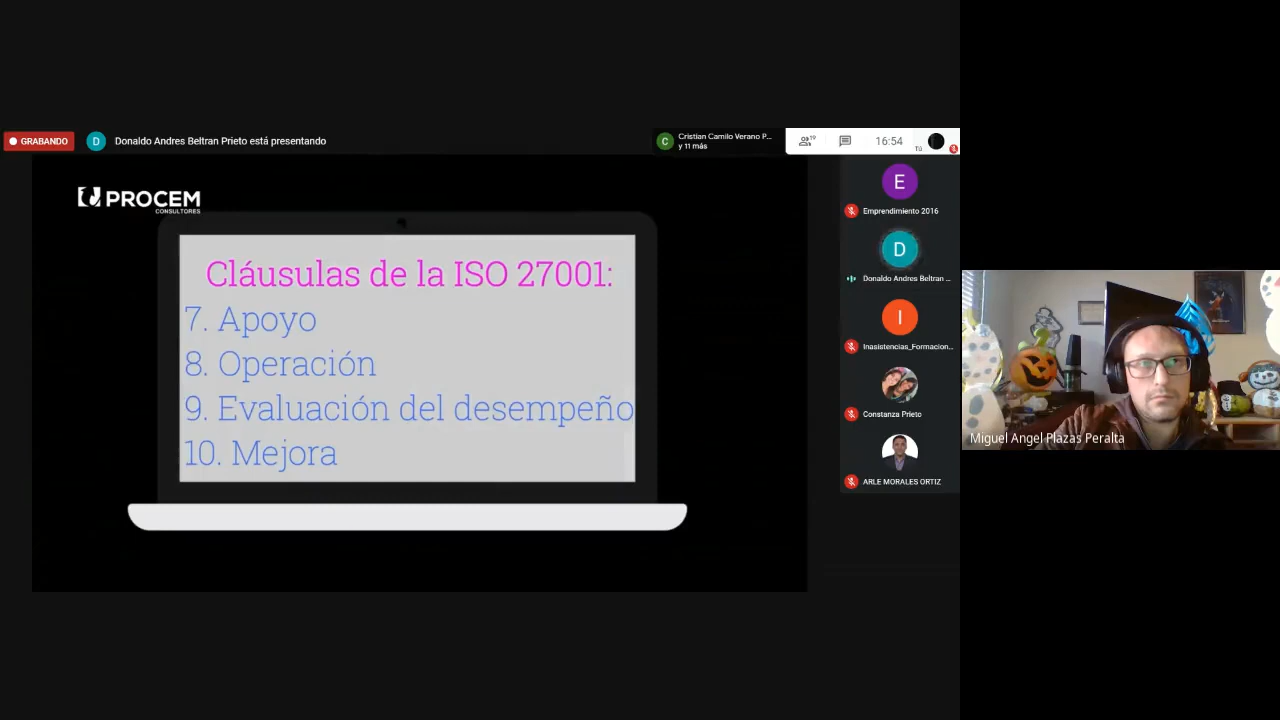 GRABANDO
D
Donaldo Andres Beltran Prieto está presentando
C
Cristian Camilo Verano P...
y 11 más
19
16:54
Tú
PROCEM
CONSULTORES
Cláusulas de la ISO 27001:
7. Apoyo
8. Operación
9. Evaluación del desempeño
10. Mejora
E
Emprendimiento 2016
D
Donaldo Andres Beltran ...
I
Inasistencias_Formacion...
Constanza Prieto
ARLE MORALES ORTIZ
Miguel Angel Plazas Peralta